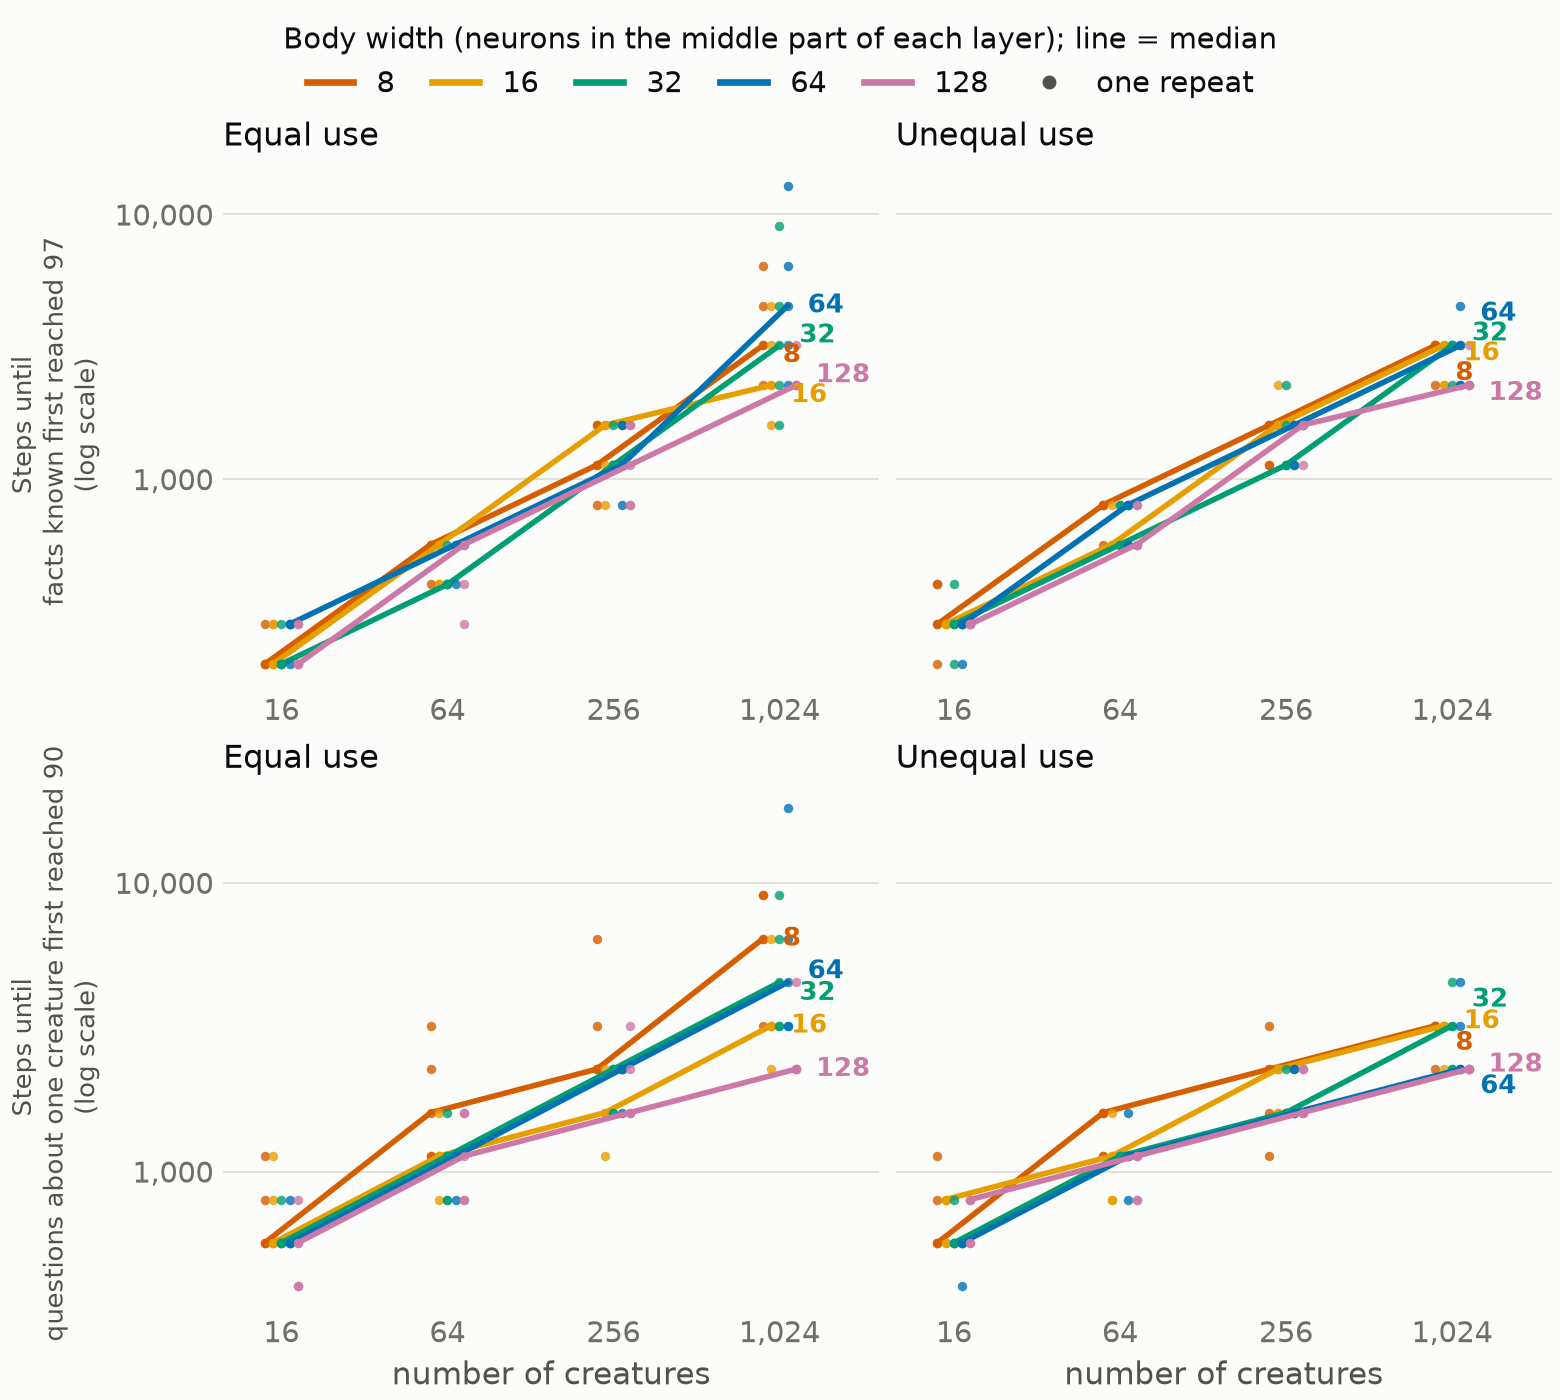 Body width (neurons in the middle part of each layer); line = median
8 16 32 64 128 one repeat
Equal use
Unequal use
Steps until
facts known first reached 97
(log scale)
10,000
1,000
64
32
8
128
16
64
32
16
8
128
16 64 256 1,024
16 64 256 1,024
Equal use
Unequal use
Steps until
questions about one creature first reached 90
(log scale)
10,000
1,000
8
64
32
16
128
32
16
8
128
64
16 64 256 1,024
16 64 256 1,024
number of creatures
number of creatures